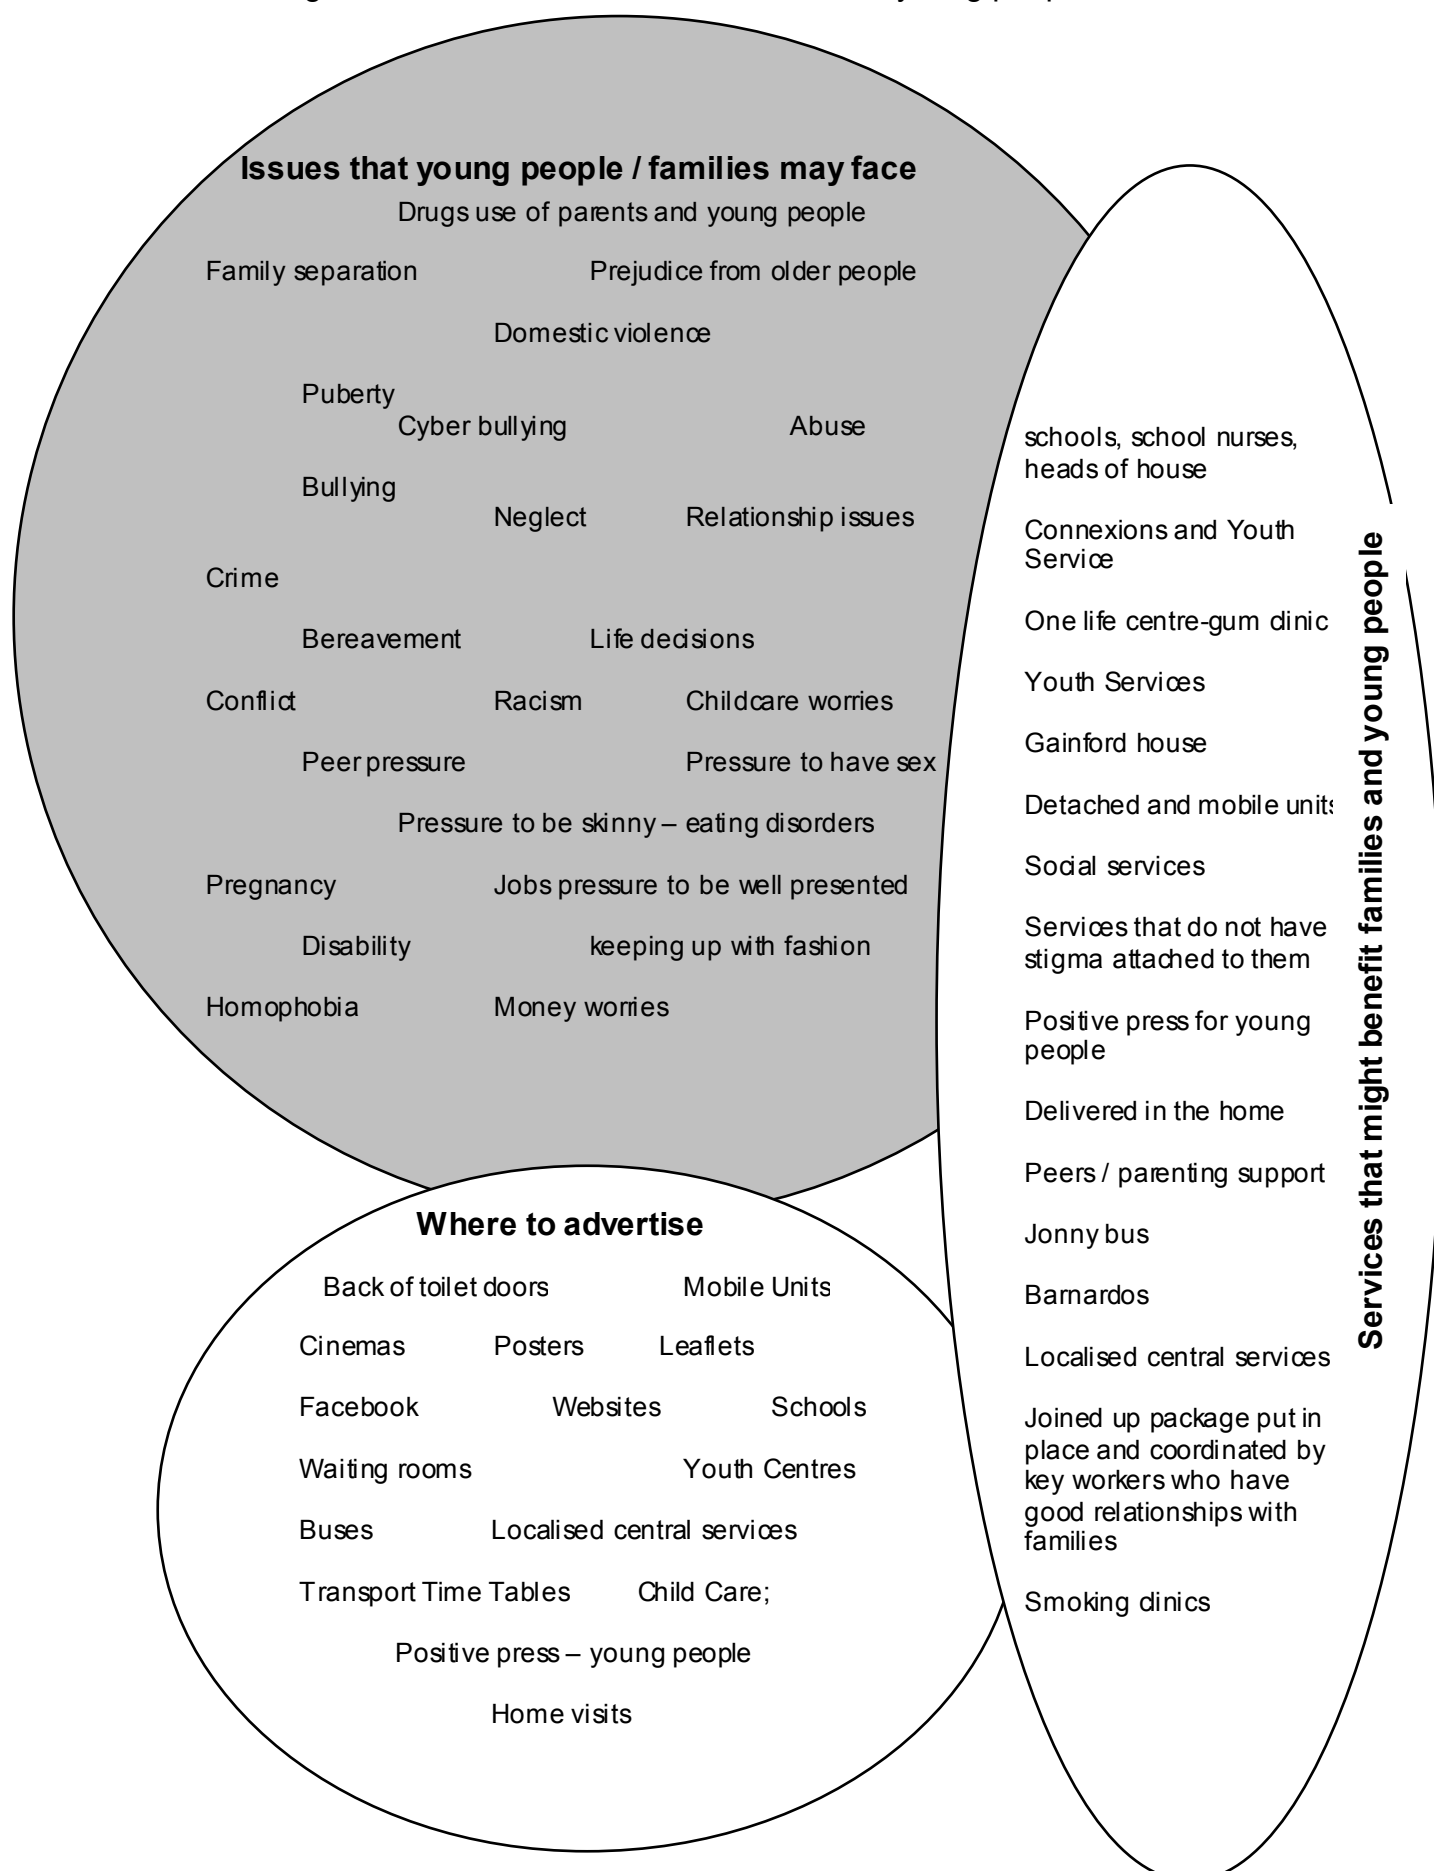 Issues that young people / families may face
Drugs use of parents and young people
Family separation Prejudice from older people
Domestic violence
Puberty
Cyber bullying Abuse
Bullying
Neglect Relationship issues
Crime
Bereavement Life decisions
Conflict Racism Childcare worries
Peer pressure Pressure to have sex
Pressure to be skinny – eating disorders
Pregnancy Jobs pressure to be well presented
Disability keeping up with fashion
Homophobia Money worries
Where to advertise
Back of toilet doors Mobile Units
Cinemas Posters Leaflets
Facebook Websites Schools
Waiting rooms Youth Centres
Buses Localised central services
Transport Time Tables Child Care;
Positive press – young people
Home visits
Services that might benefit families and young people
schools, school nurses,
heads of house
Connexions and Youth
Service
One life centre-gum clinic
Youth Services
Gainford house
Detached and mobile units
Social services
Services that do not have
stigma attached to them
Positive press for young
people
Delivered in the home
Peers / parenting support
Jonny bus
Barnardos
Localised central services
Joined up package put in
place and coordinated by
key workers who have
good relationships with
families
Smoking clinics